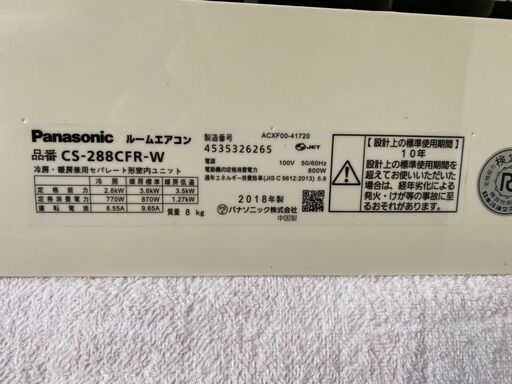 Panasonic ルームエアコン
品番 CS-288CFR-W
冷房・暖房兼用セパレート形室内ユニット
冷房 暖房標準 暖房低温
定格能力 2.8kW 3.6kW 3.5kW
定格消費電力 770W 870W 1.27kW
運転電流 8.55A 9.65A
質量 8 kg
製造番号 ACXF00-41720
4535326265 JET
電源 100V 50/60Hz
電動機の定格消費電力 800W
通年エネルギー消費効率(JIS C 9612:2013) 5.8
2018年製
パナソニック株式会社
中国製
【設計上の標準使用期間】
10年
設計上の標準使用期間を
超えてお使いいただいた
場合は、経年劣化による
発火・けが等の事故に至
るおそれがあります。